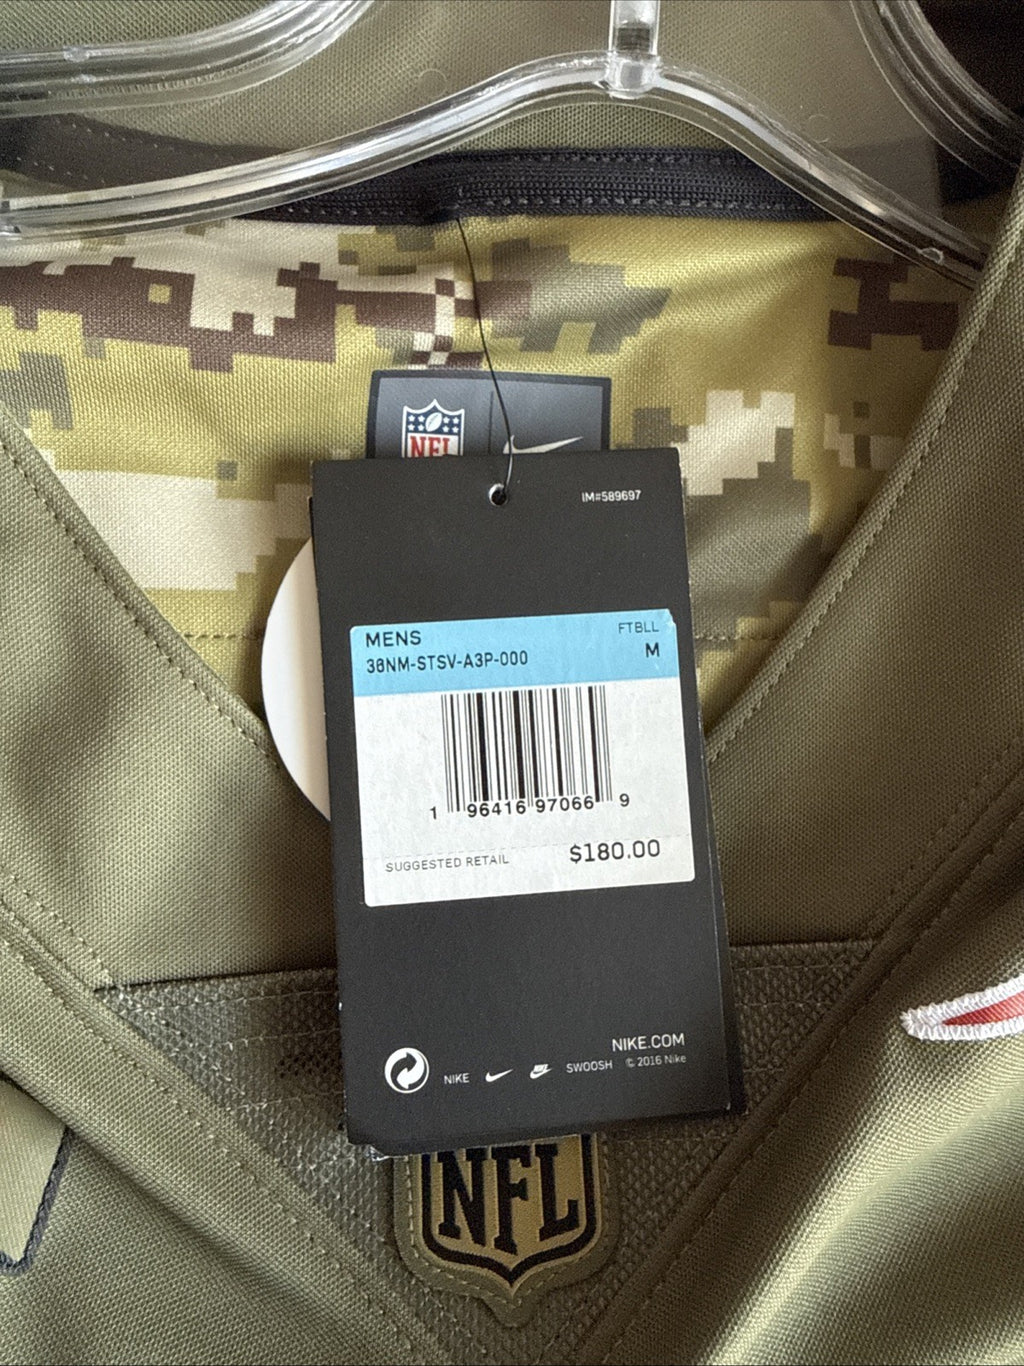 NFL
IM#589697
MENS
FTBLL
36NM-STSV-A3P-000
M
1 96416 97066 9
SUGGESTED RETAIL
$180.00
NIKE.COM
NIKE
SWOOSH
© 2016 Nike
NFL